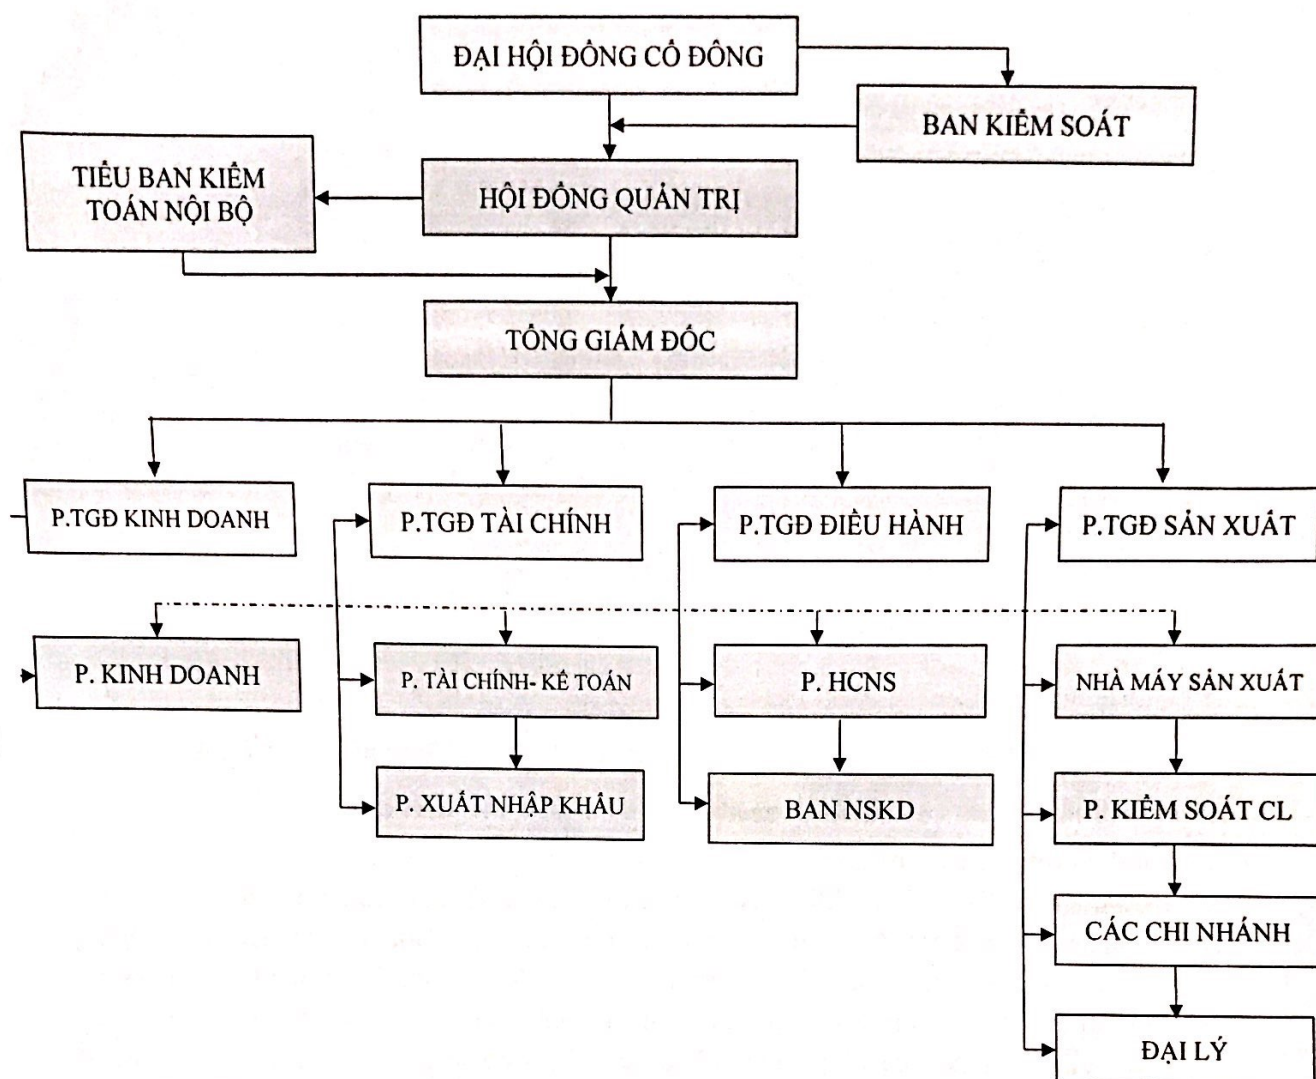 ĐẠI HỘI ĐỒNG CỔ ĐÔNG
BAN KIỂM SOÁT
TIỂU BAN KIỂM
TOÁN NỘI BỘ
HỘI ĐỒNG QUẢN TRỊ
TỔNG GIÁM ĐỐC
P.TGĐ KINH DOANH
P.TGĐ TÀI CHÍNH
P.TGĐ ĐIỀU HÀNH
P.TGĐ SẢN XUẤT
P. KINH DOANH
P. TÀI CHÍNH- KẾ TOÁN
P. HCNS
NHÀ MÁY SẢN XUẤT
P. XUẤT NHẬP KHẨU
BAN NSKD
P. KIỂM SOÁT CL
CÁC CHI NHÁNH
ĐẠI LÝ